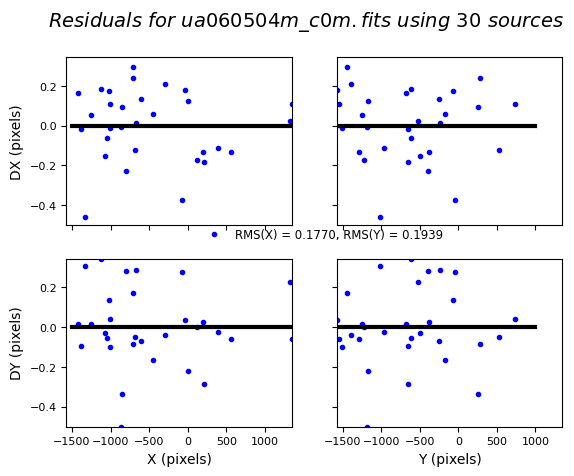 Residuals for ua060504m_c0m.fits using 30 sources
DX (pixels)
0.2
0.0
−0.2
−0.4
RMS(X) = 0.1770, RMS(Y) = 0.1939
DY (pixels)
0.2
0.0
−0.2
−0.4
−1500 −1000 −500 0 500 1000
−1500 −1000 −500 0 500 1000
X (pixels)
Y (pixels)